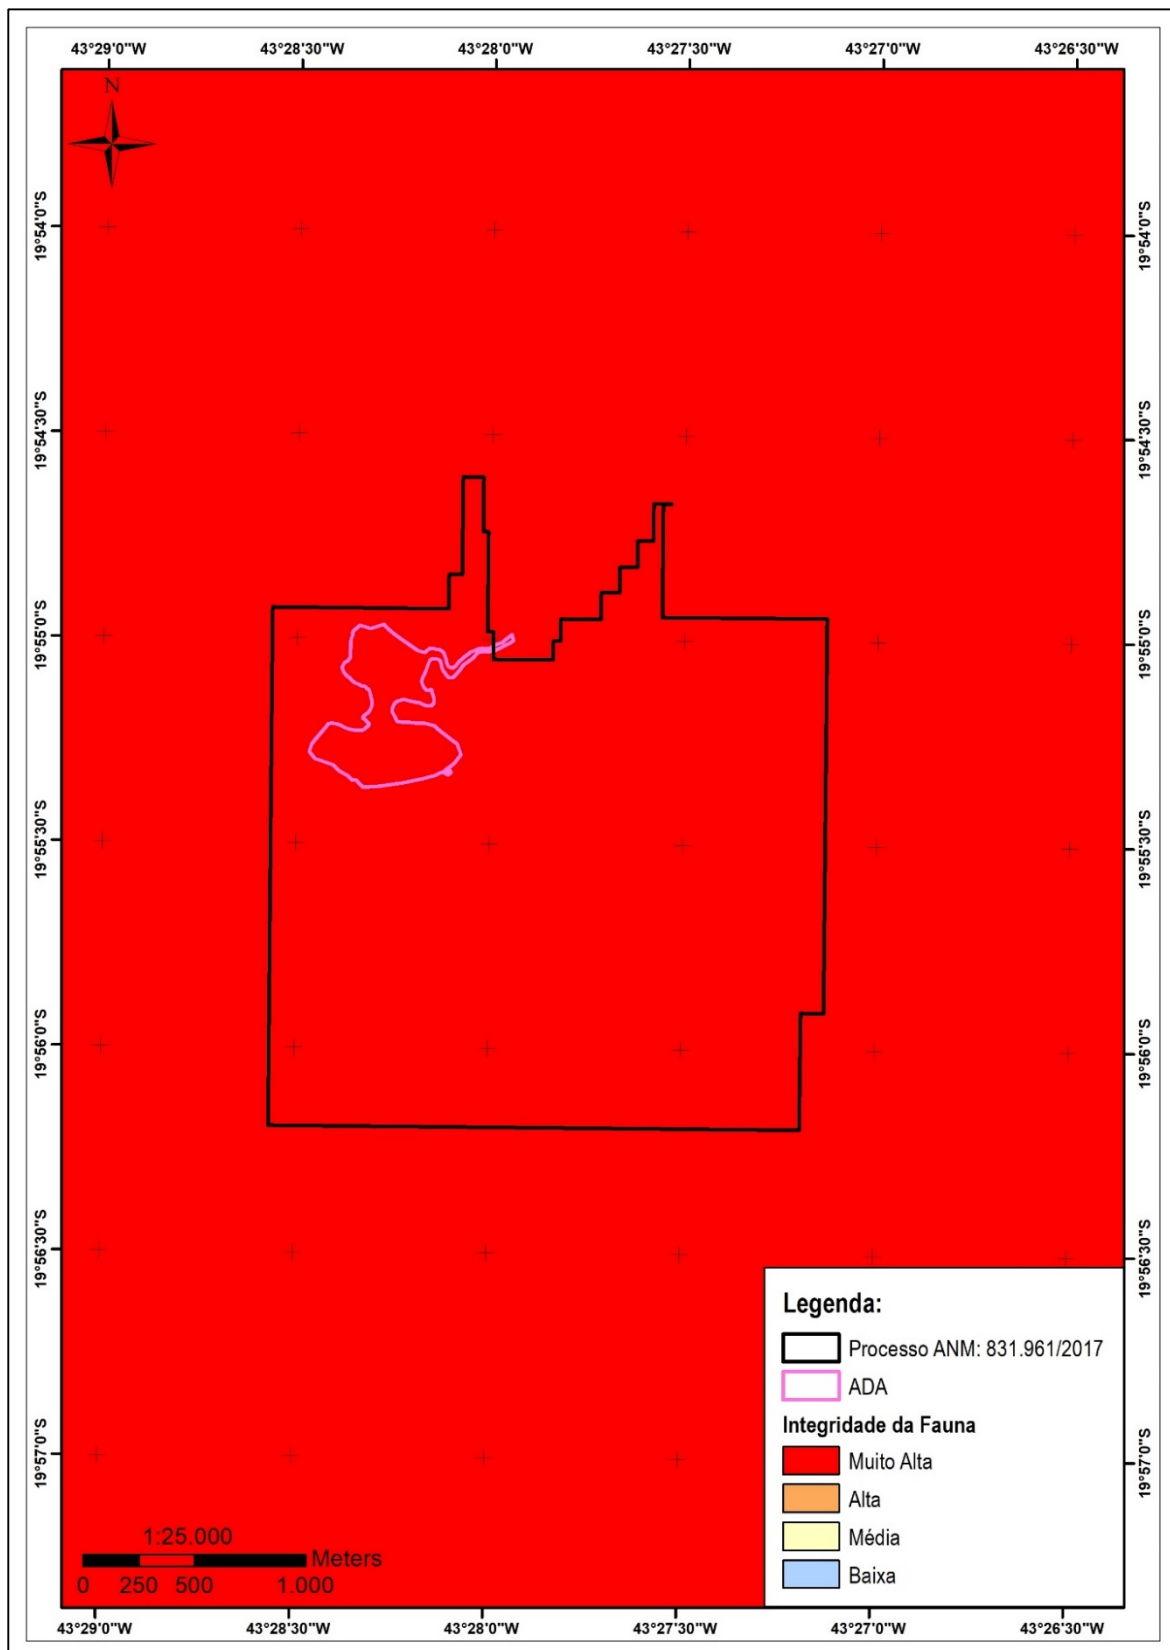 43°29'0"W 43°28'30"W 43°28'0"W 43°27'30"W 43°27'0"W 43°26'30"W
N
19°54'0"S
19°54'30"S
19°55'0"S
19°55'30"S
19°56'0"S
19°56'30"S
19°57'0"S
19°54'0"S
19°54'30"S
19°55'0"S
19°55'30"S
19°56'0"S
19°56'30"S
19°57'0"S
Legenda:
Processo ANM: 831.961/2017
ADA
Integridade da Fauna
Muito Alta
Alta
Média
Baixa
1:25.000
Meters
0 250 500 1.000
43°29'0"W 43°28'30"W 43°28'0"W 43°27'30"W 43°27'0"W 43°26'30"W